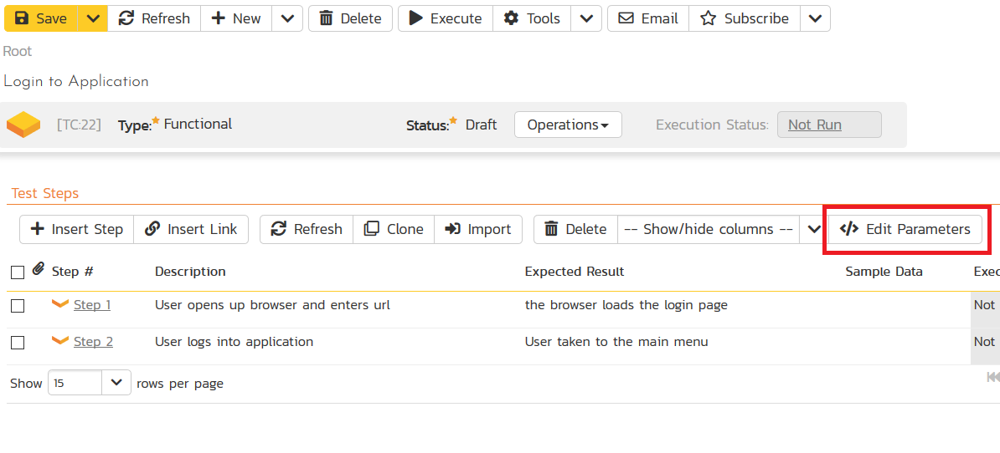 Save Refresh New Delete Execute Tools Email Subscribe
Root
Login to Application
[TC:22] Type: Functional Status: Draft Operations Execution Status: Not Run
Test Steps
Insert Step Insert Link Refresh Clone Import Delete -- Show/hide columns -- </> Edit Parameters
Step # Description Expected Result Sample Data Exec
Step 1 User opens up browser and enters url the browser loads the login page Not
Step 2 User logs into application User taken to the main menu Not
Show 15 rows per page